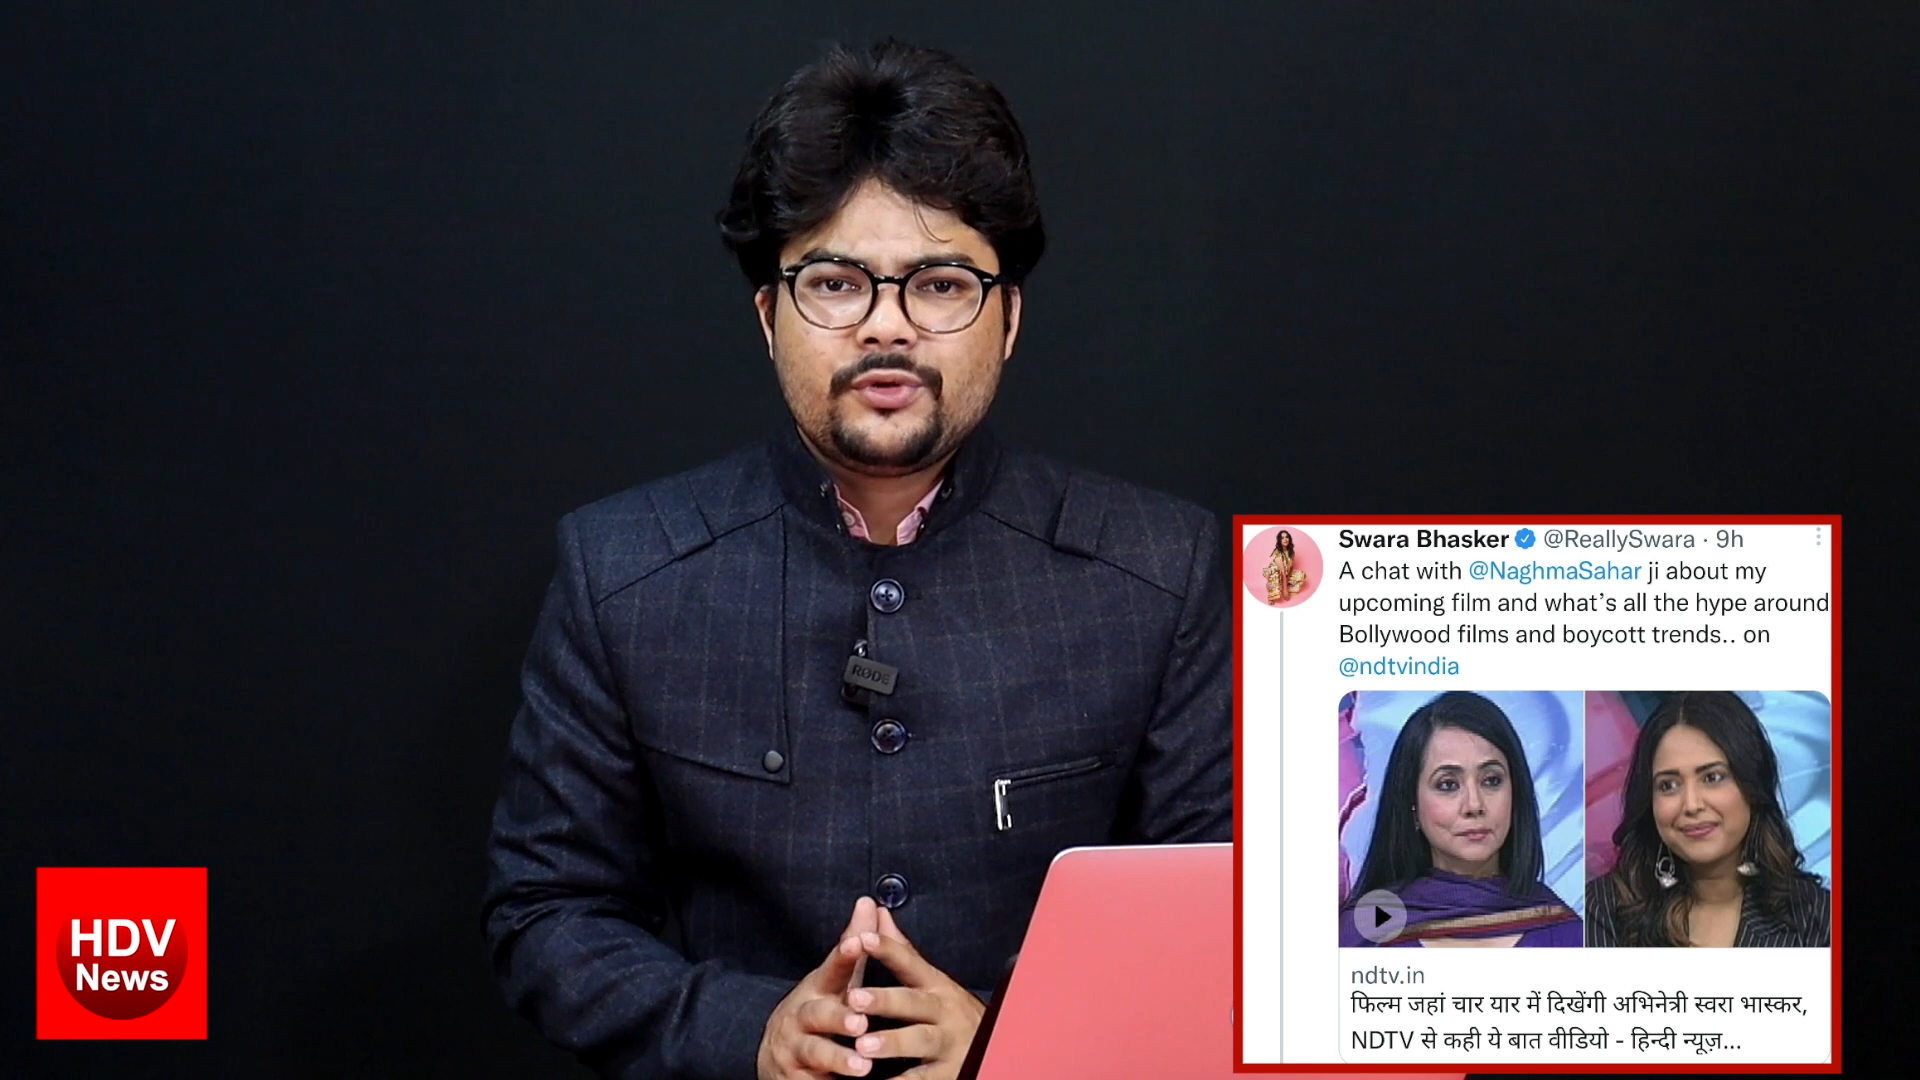 RODE
HDV
News
Swara Bhasker @ReallySwara · 9h
A chat with @NaghmaSahar ji about my
upcoming film and what’s all the hype around
Bollywood films and boycott trends.. on
@ndtvindia
ndtv.in
फिल्म जहां चार यार में दिखेंगी अभिनेत्री स्वरा भास्कर,
NDTV से कही ये बात वीडियो - हिन्दी न्यूज़...